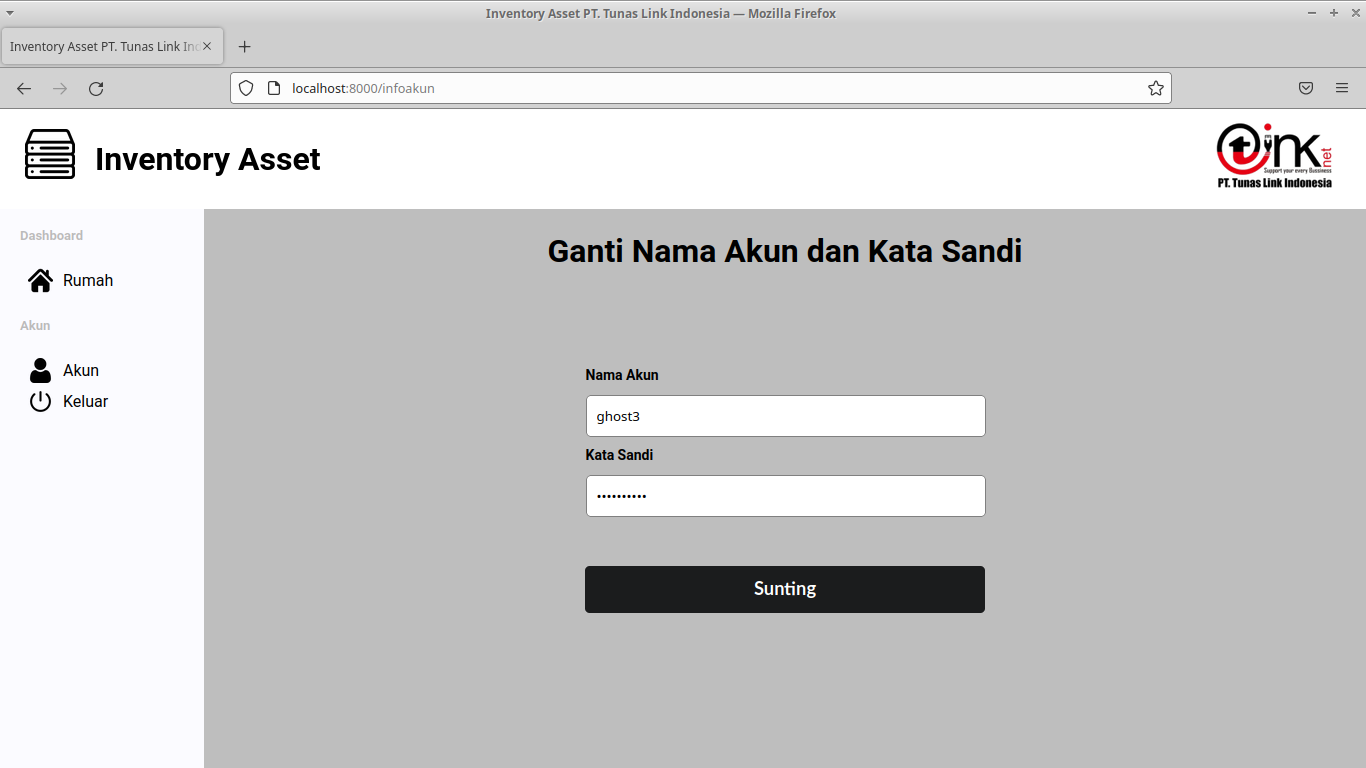 Inventory Asset PT. Tunas Link Indonesia — Mozilla Firefox
Inventory Asset PT. Tunas Link Ind
localhost:8000/infoakun
Inventory Asset
tink
net
Support your every Bussiness
PT. Tunas Link Indonesia
Dashboard
Rumah
Akun
Akun
Keluar
Ganti Nama Akun dan Kata Sandi
Nama Akun
ghost3
Kata Sandi
••••••••••
Sunting